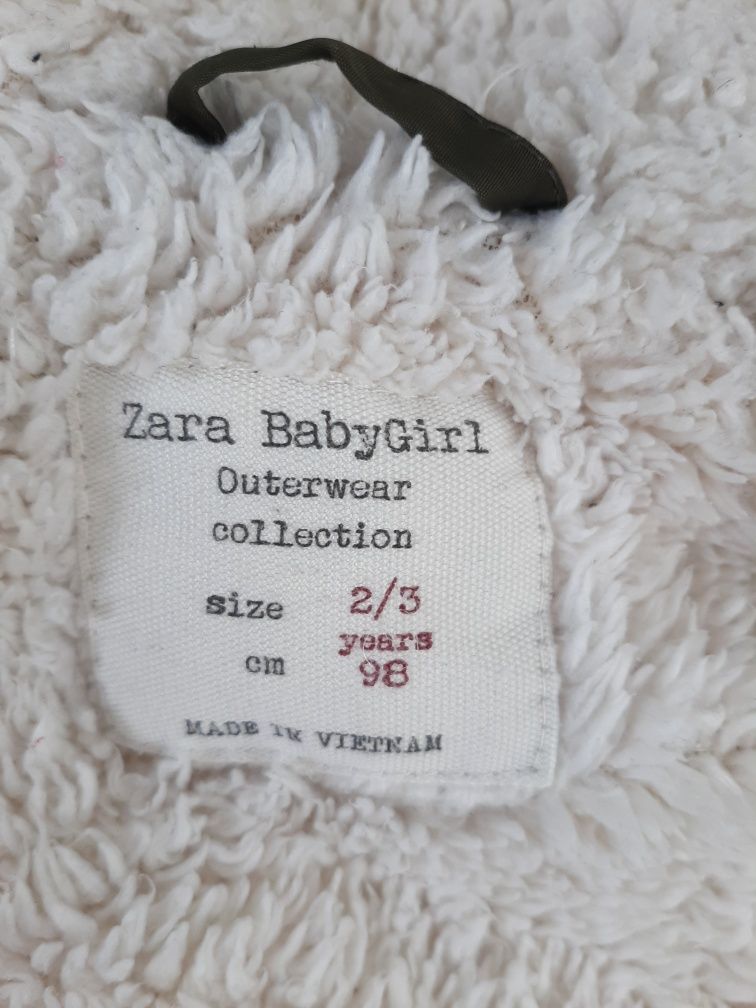 Zara BabyGirl
Outerwear
collection
size 2/3
years
cm 98
MADE IN VIETNAM